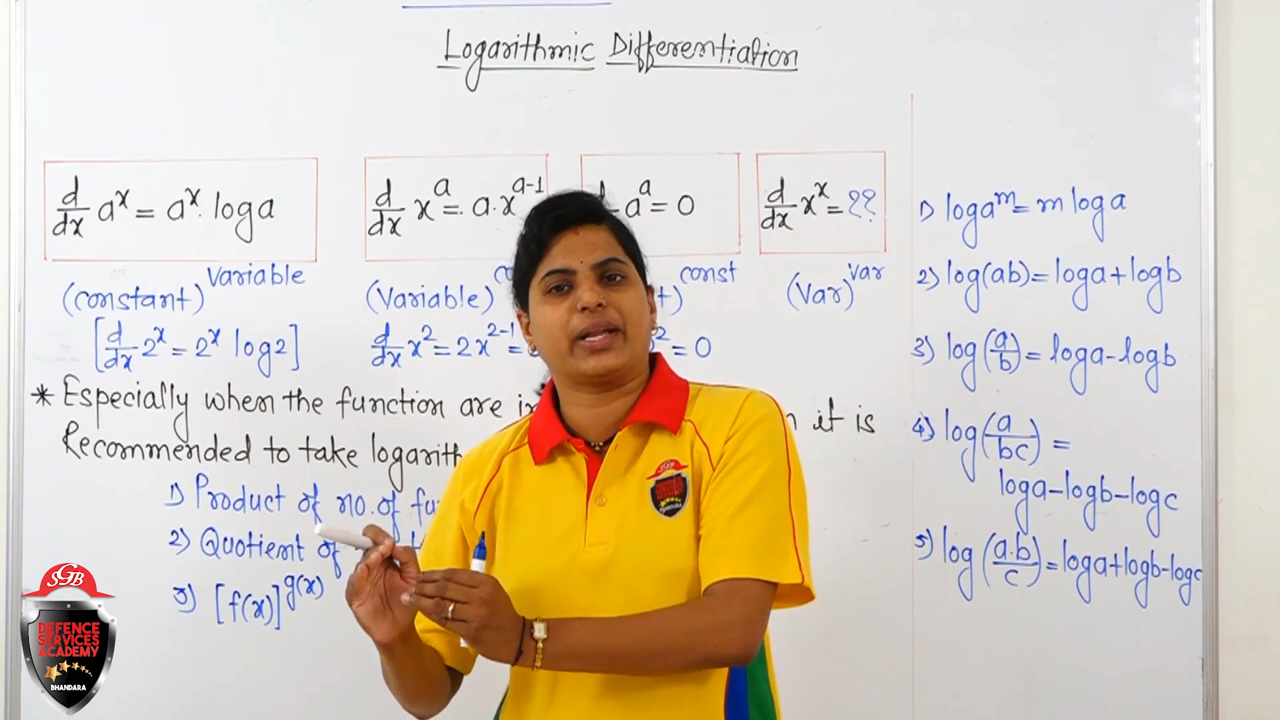 Logarithmic Differentiation
d/dx a^x = a^x. log a
(constant)^Variable
[d/dx 2^x = 2^x log 2]
d/dx x^a = a.x^(a-1)
(Variable)
d/dx x^2 = 2x^(2-1) =
a^a = 0
const
= 0
d/dx x^x = ??
(Var)^Var
* Especially when the function are
it is
Recommended to take
1) Product of no. of
2) Quotient of
3) [f(x)]^g(x)
1) log a^m = m log a
2) log(ab) = log a + log b
3) log(a/b) = log a - log b
4) log(a/bc) =
log a - log b - log c
5) log(a.b/c) = log a + log b - log c
SGB
DEFENCE
SERVICES
ACADEMY
BHANDARA